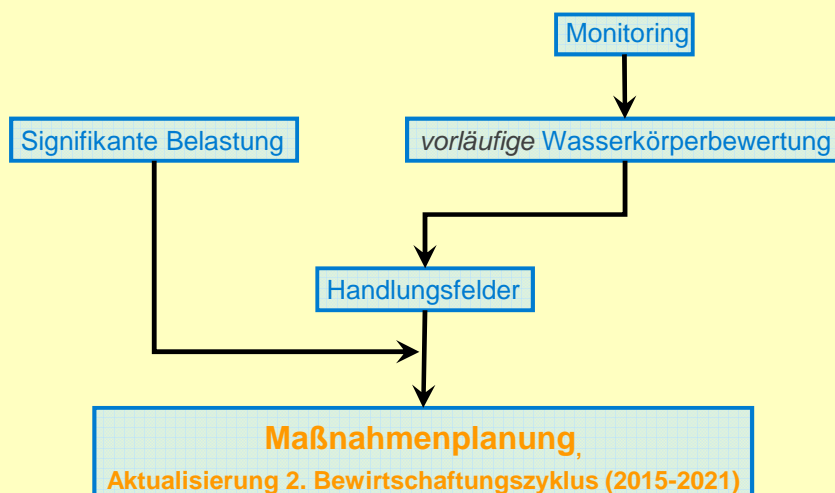 Monitoring
Signifikante Belastung
vorläufige Wasserkörperbewertung
Handlungsfelder
Maßnahmenplanung,
Aktualisierung 2. Bewirtschaftungszyklus (2015-2021)